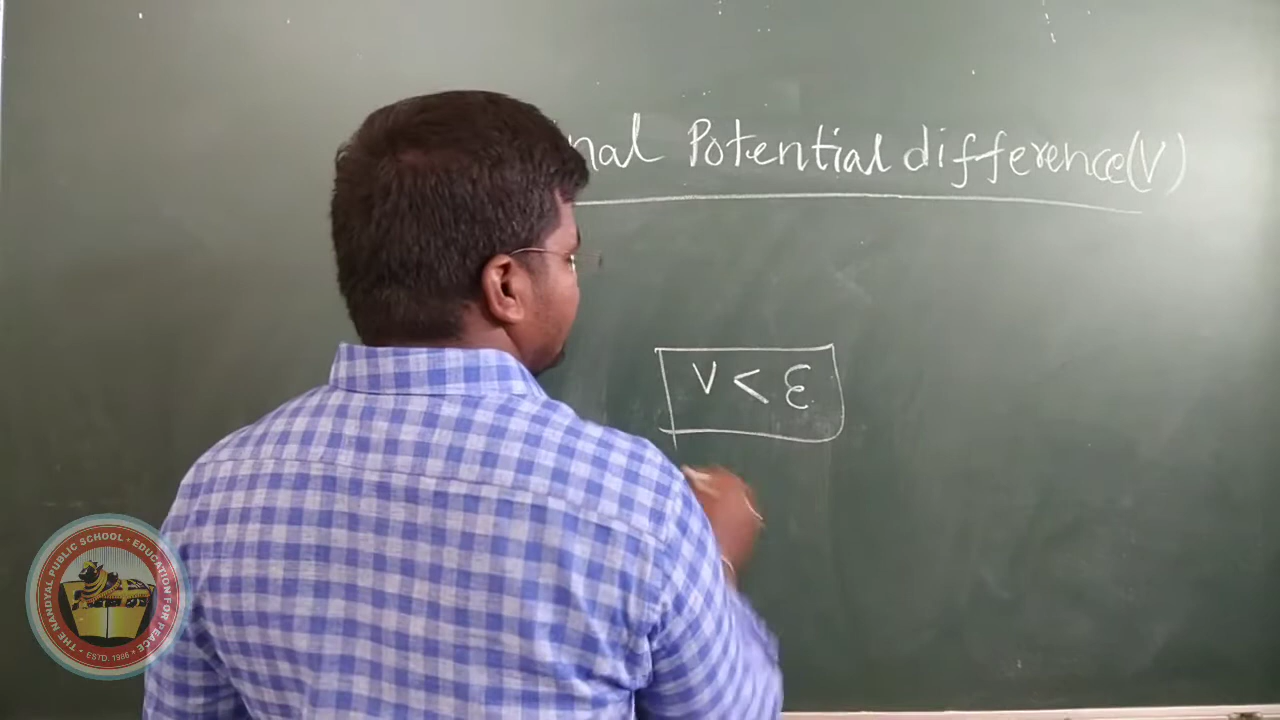 nal Potential difference(V)
V < ε
THE NANDYAL PUBLIC SCHOOL • EDUCATION FOR PEACE •
ESTD. 1986